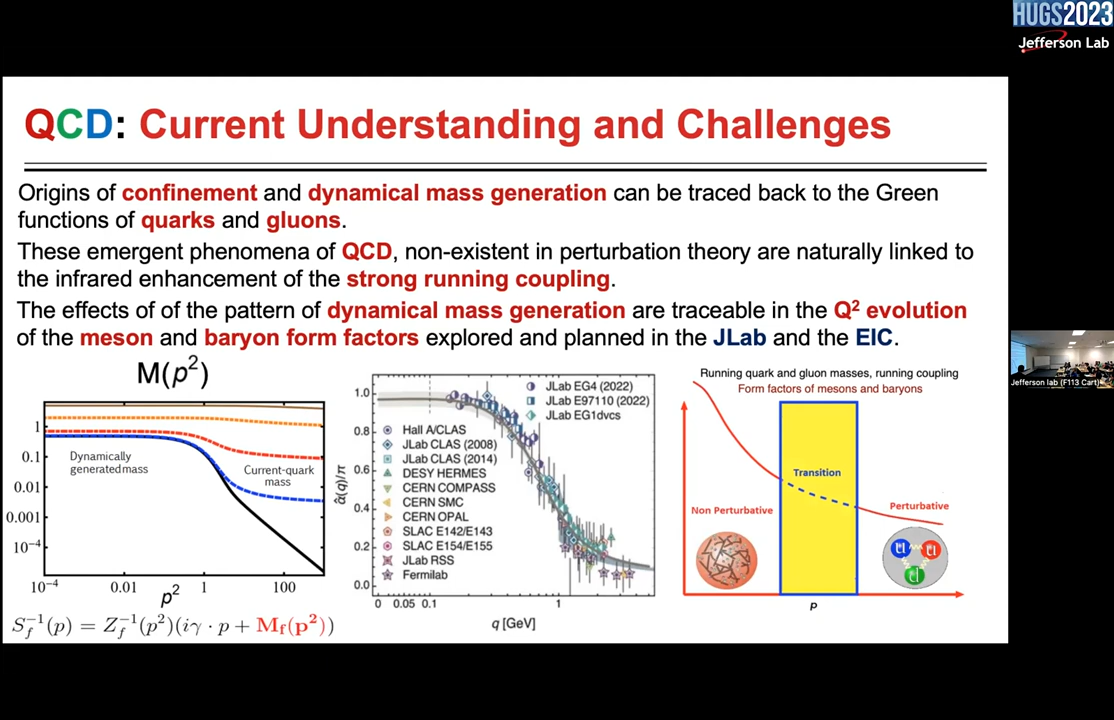 HUGS2023
Jefferson Lab
QCD: Current Understanding and Challenges
Origins of confinement and dynamical mass generation can be traced back to the Green
functions of quarks and gluons.
These emergent phenomena of QCD, non-existent in perturbation theory are naturally linked to
the infrared enhancement of the strong running coupling.
The effects of of the pattern of dynamical mass generation are traceable in the Q² evolution
of the meson and baryon form factors explored and planned in the JLab and the EIC.
M(p²)
1
0.1
0.01
0.001
10⁻⁴
Dynamically
generated mass
Current-quark
mass
10⁻⁴ 0.01 1 100
p²
S_f⁻¹(p) = Z_f⁻¹(p²)(iγ · p + M_f(p²))
α̂(q)/π
1.0
0.8
0.6
0.4
0.2
0.0
JLab EG4 (2022)
JLab E97110 (2022)
JLab EG1dvcs
Hall A/CLAS
JLab CLAS (2008)
JLab CLAS (2014)
DESY HERMES
CERN COMPASS
CERN SMC
CERN OPAL
SLAC E142/E143
SLAC E154/E155
JLab RSS
Fermilab
0 0.05 0.1 1
q [GeV]
Running quark and gluon masses, running coupling
Form factors of mesons and baryons
Transition
Non Perturbative
Perturbative
p
Jefferson lab (F113 Cart)